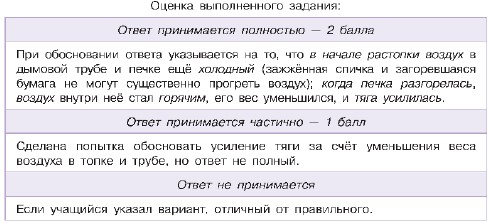 Оценка выполненного задания:
Ответ принимается полностью — 2 балла
При обосновании ответа указывается на то, что в начале растопки воздух в
дымовой трубе и печке ещё холодный (зажжённая спичка и загоревшаяся
бумага не могут существенно прогреть воздух); когда печка разгорелась,
воздух внутри неё стал горячим, его вес уменьшился, и тяга усилилась.
Ответ принимается частично — 1 балл
Сделана попытка обосновать усиление тяги за счёт уменьшения веса
воздуха в топке и трубе, но ответ не полный.
Ответ не принимается
Если учащийся указал вариант, отличный от правильного.